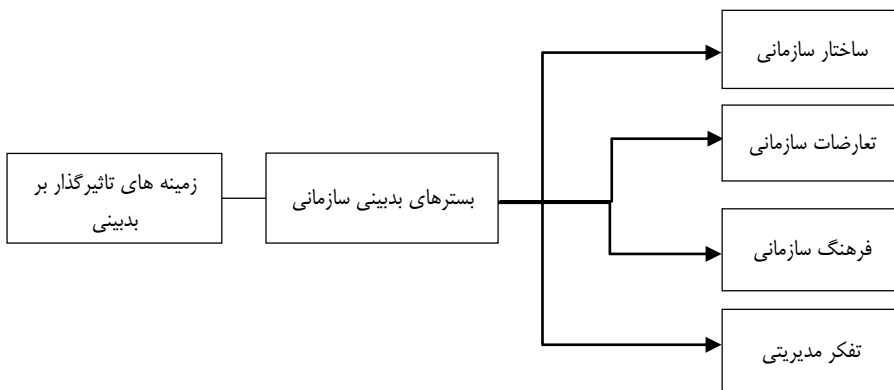 ساختار سازمانی
تعارضات سازمانی
زمینه های تاثیرگذار بر
بدبینی
بسترهای بدبینی سازمانی
فرهنگ سازمانی
تفکر مدیریتی